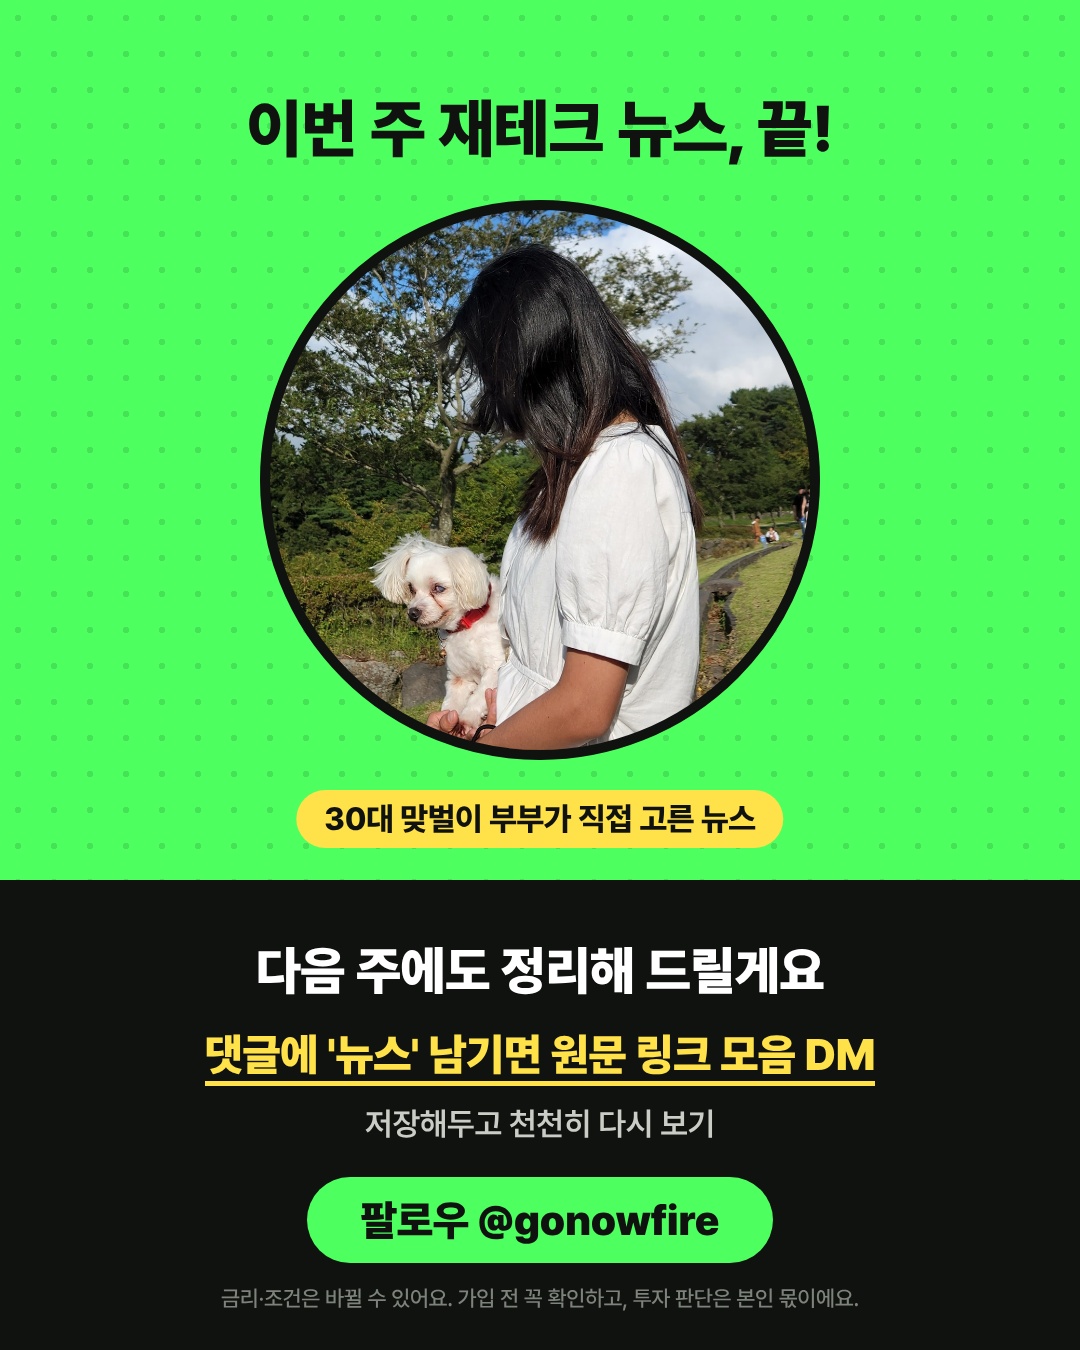 이번 주 재테크 뉴스, 끝!
30대 맞벌이 부부가 직접 고른 뉴스
다음 주에도 정리해 드릴게요
댓글에 '뉴스' 남기면 원문 링크 모음 DM
저장해두고 천천히 다시 보기
팔로우 @gonowfire
금리·조건은 바뀔 수 있어요. 가입 전 꼭 확인하고, 투자 판단은 본인 몫이에요.